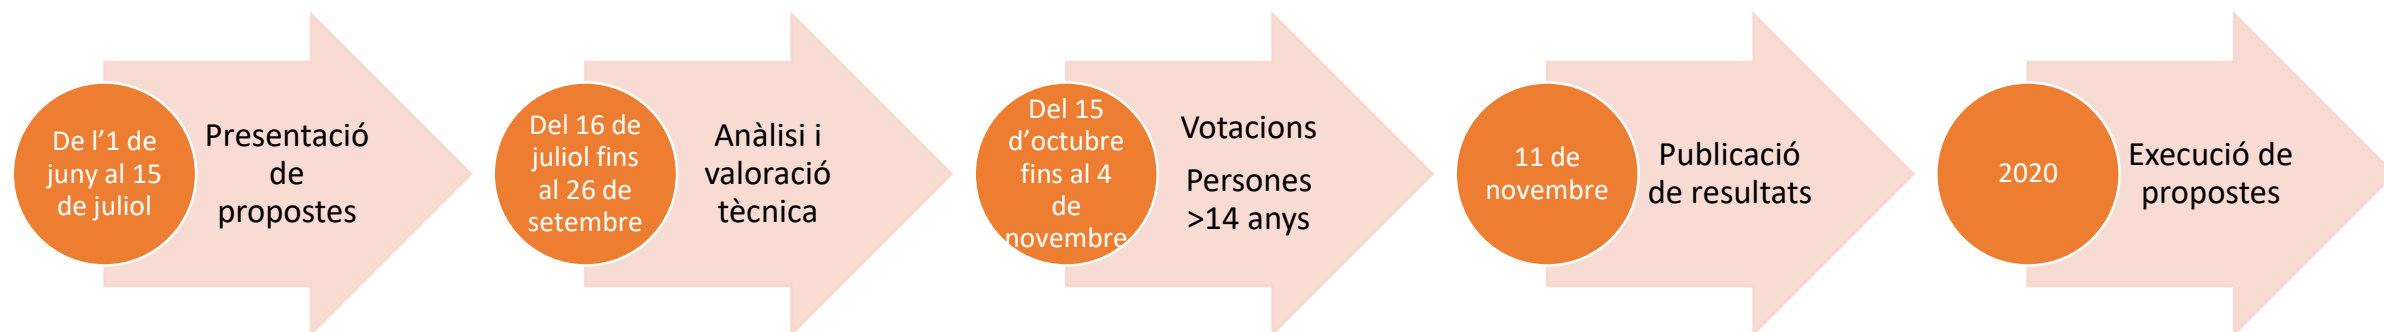 De l’1 de
juny al 15
de juliol
Presentació
de
propostes
Del 16 de
juliol fins
al 26 de
setembre
Anàlisi i
valoració
tècnica
Del 15
d’octubre
fins al 4
de
novembre
Votacions
Persones
>14 anys
11 de
novembre
Publicació
de resultats
2020
Execució de
propostes